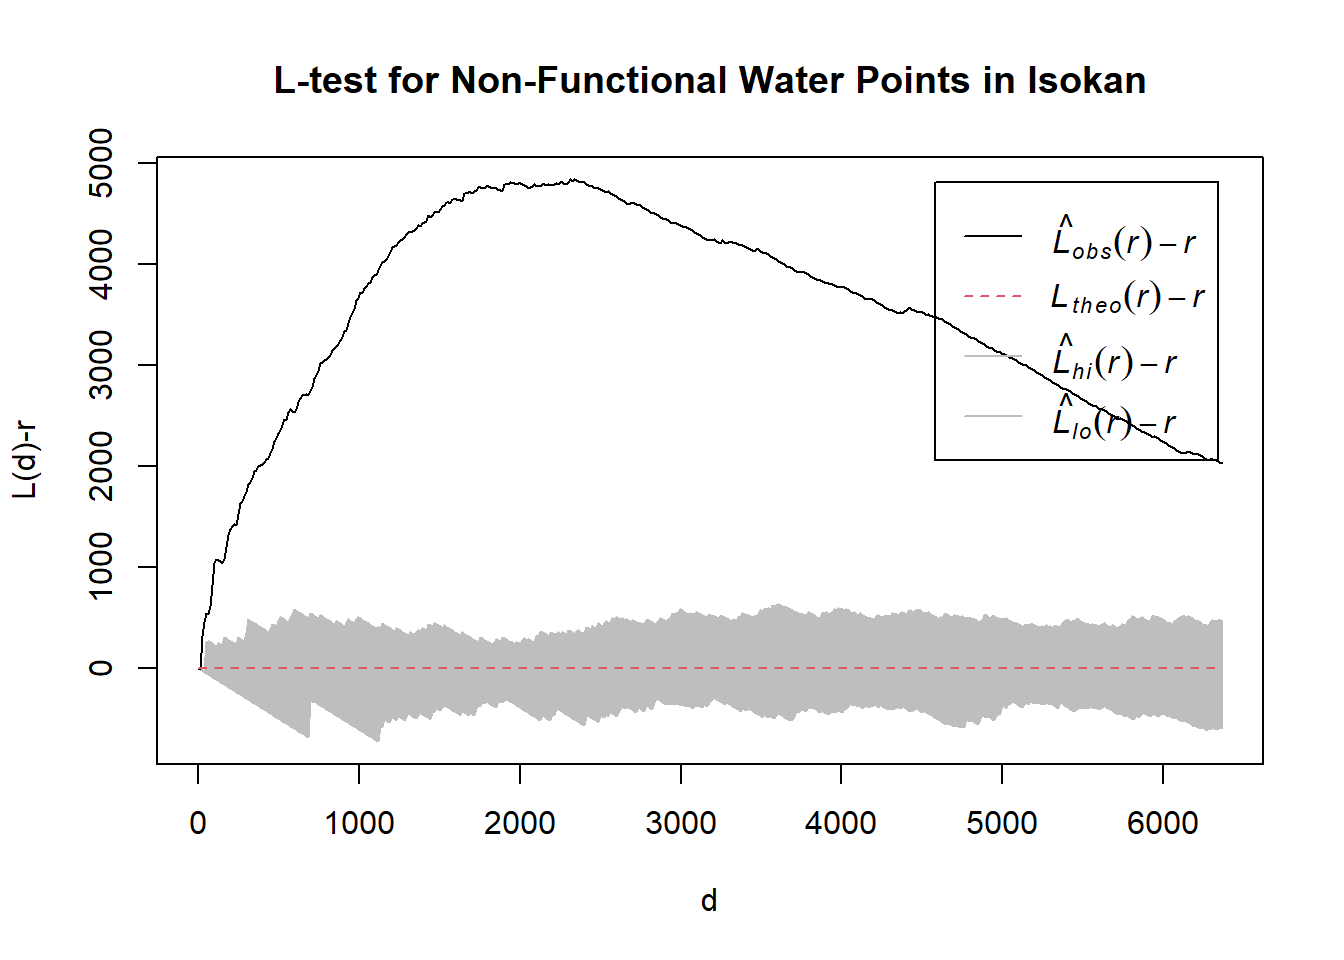 L-test for Non-Functional Water Points in Isokan
L(d)-r
5000
4000
3000
2000
1000
0
L̂obs(r) − r
Ltheo(r) − r
L̂hi(r) − r
L̂lo(r) − r
0 1000 2000 3000 4000 5000 6000
d